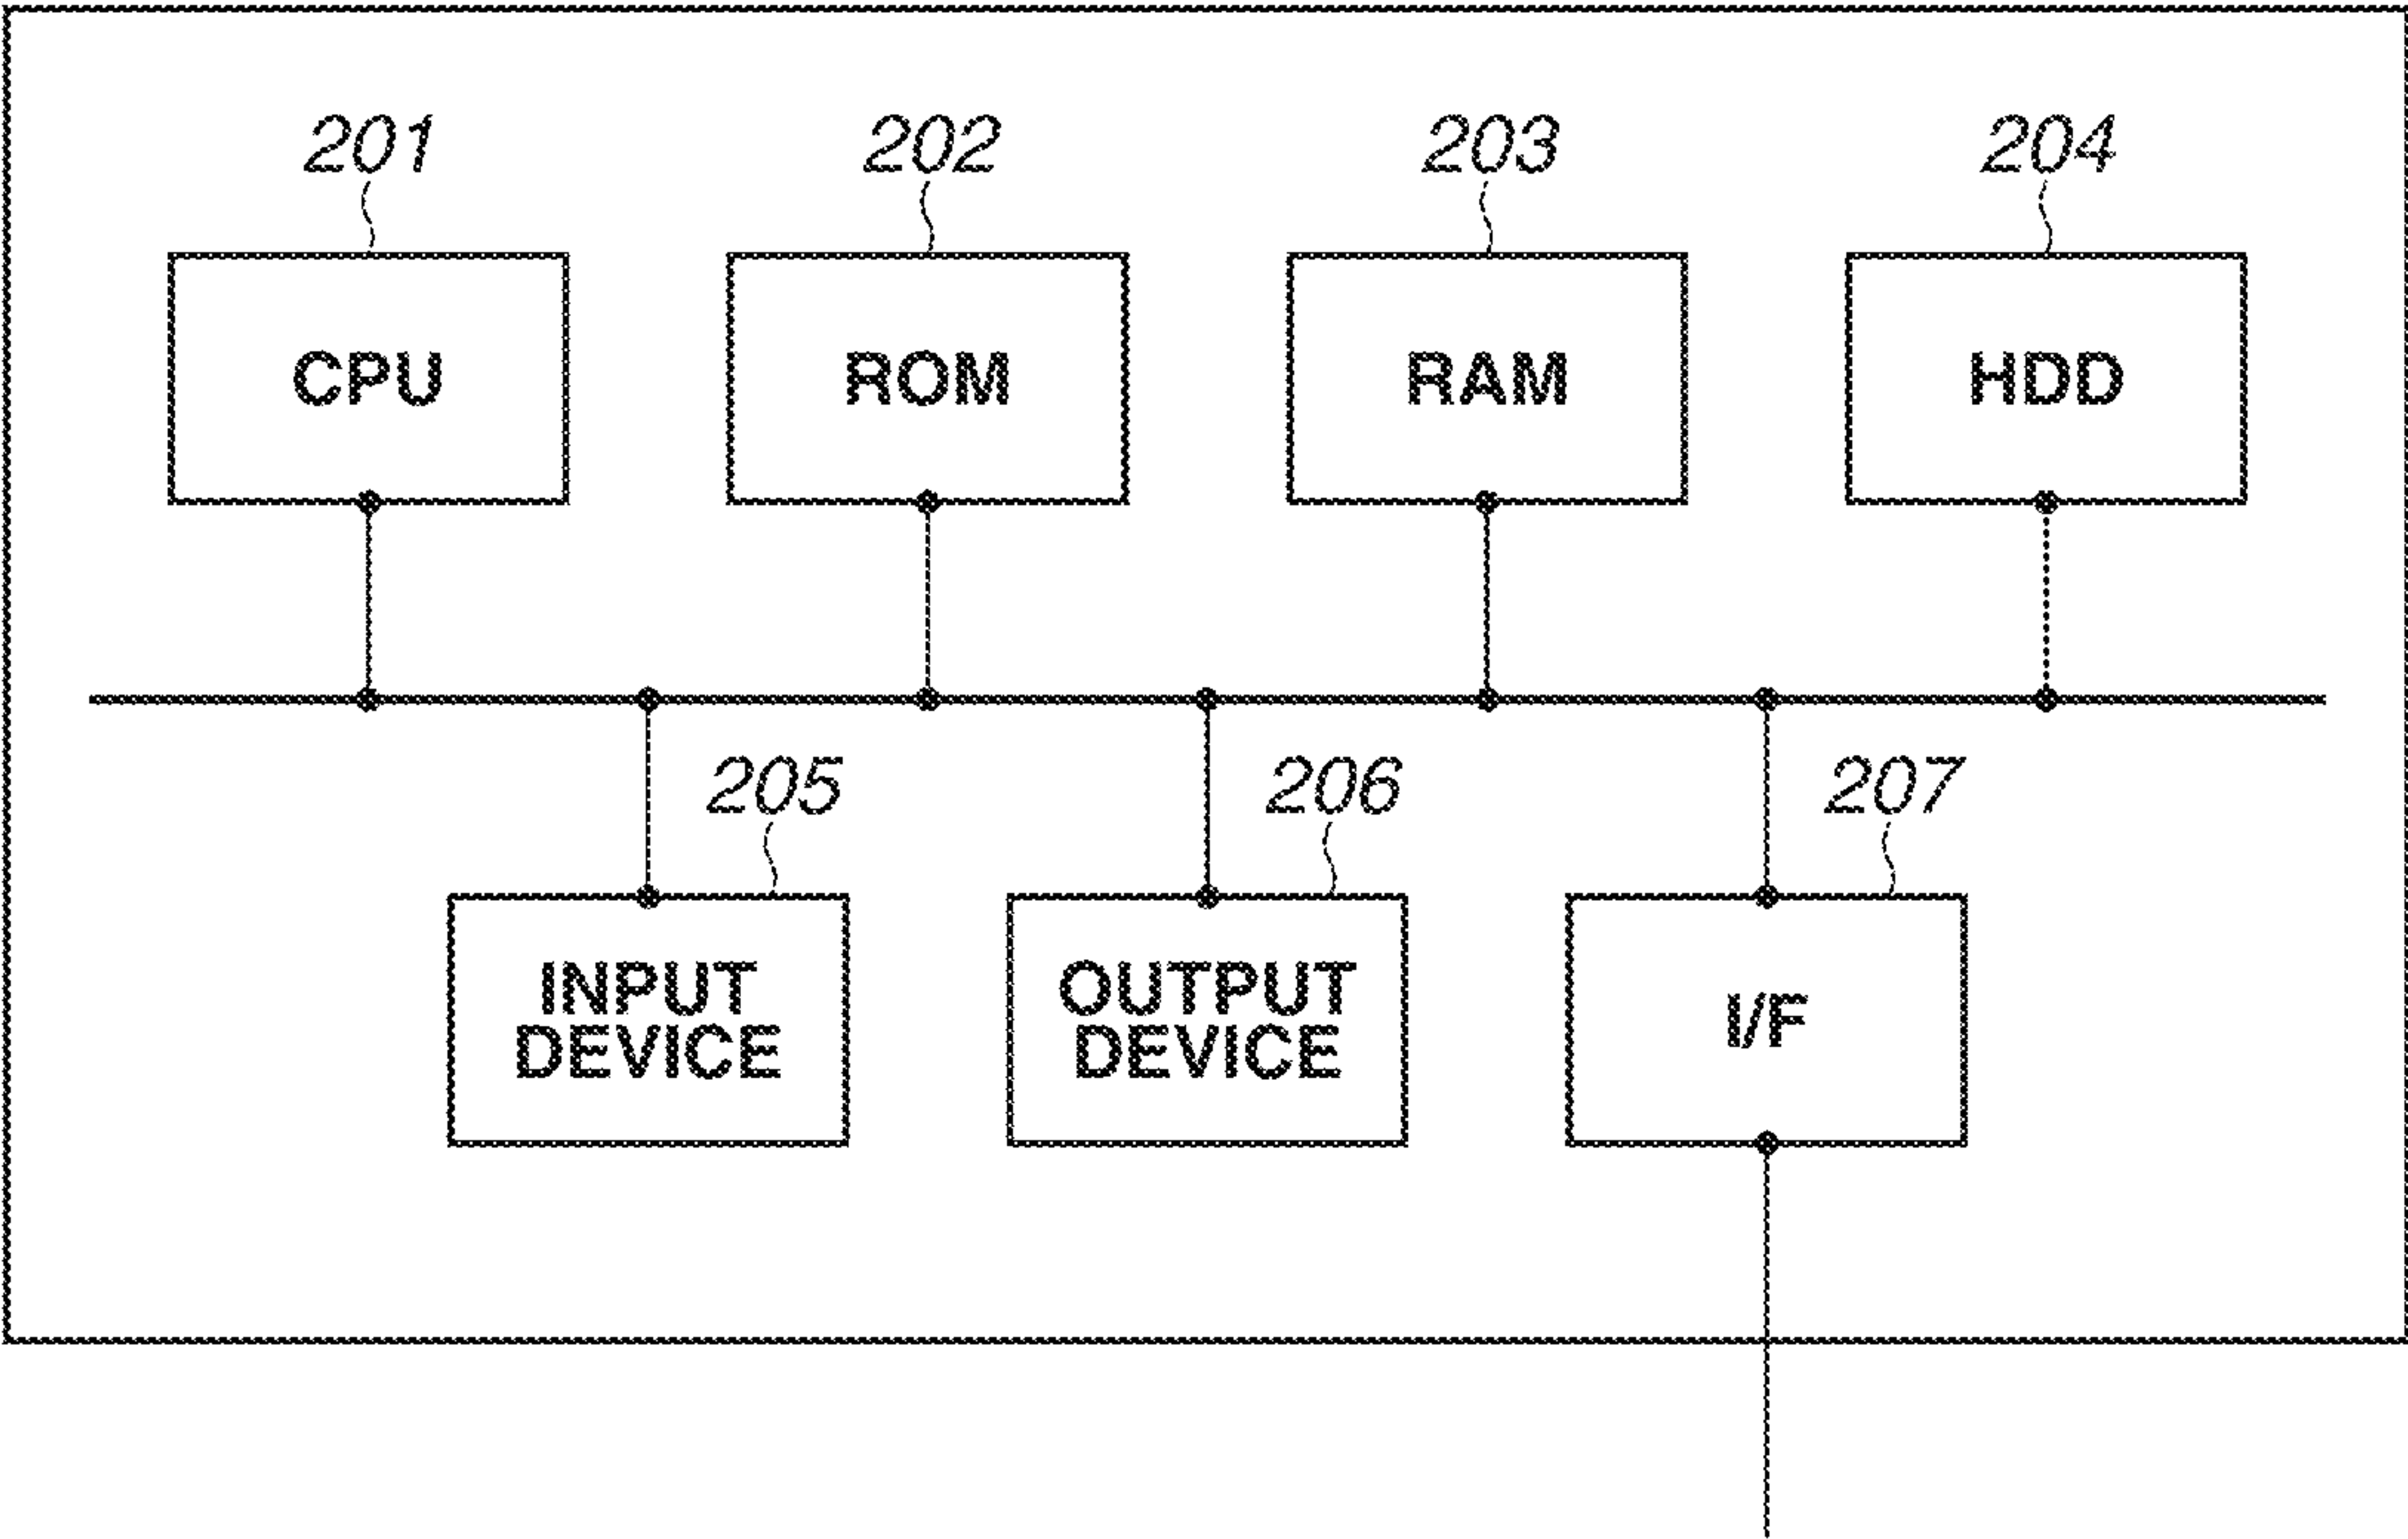 201
202
203
204
CPU
ROM
RAM
HDD
205
206
207
INPUT
DEVICE
OUTPUT
DEVICE
I/F